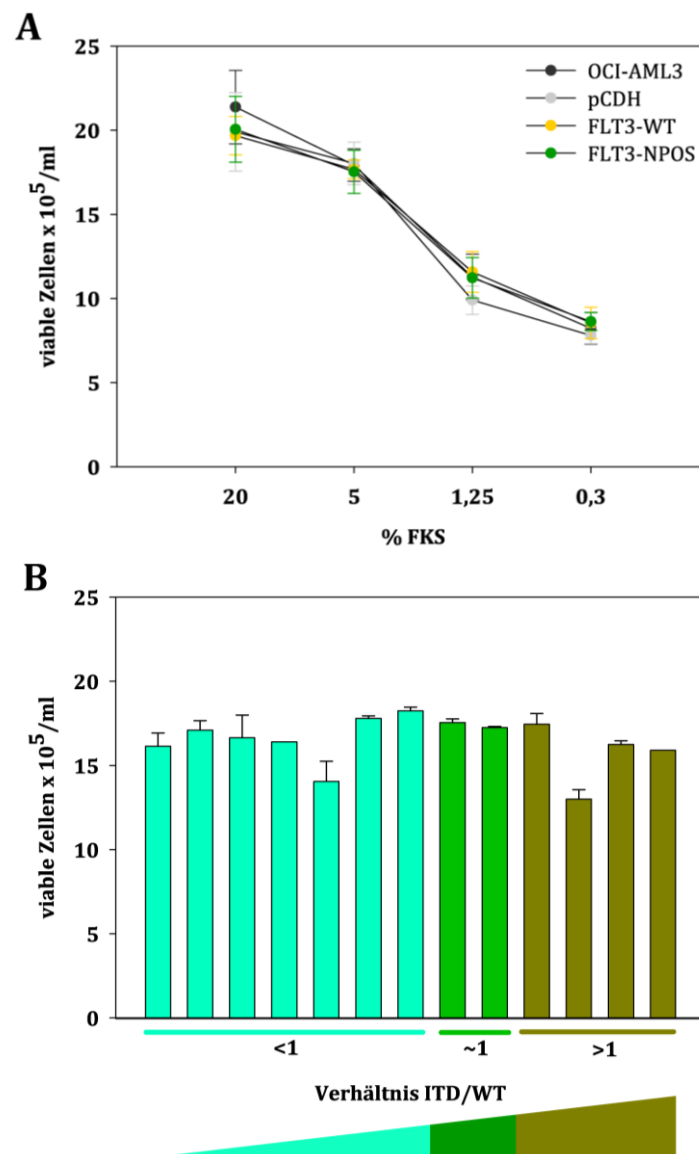 A
25
20
15
10
5
0
viable Zellen x 10⁵/ml
OCI-AML3
pCDH
FLT3-WT
FLT3-NPOS
20 5 1,25 0,3
% FKS
B
25
20
15
10
5
0
viable Zellen x 10⁵/ml
<1 ~1 >1
Verhältnis ITD/WT